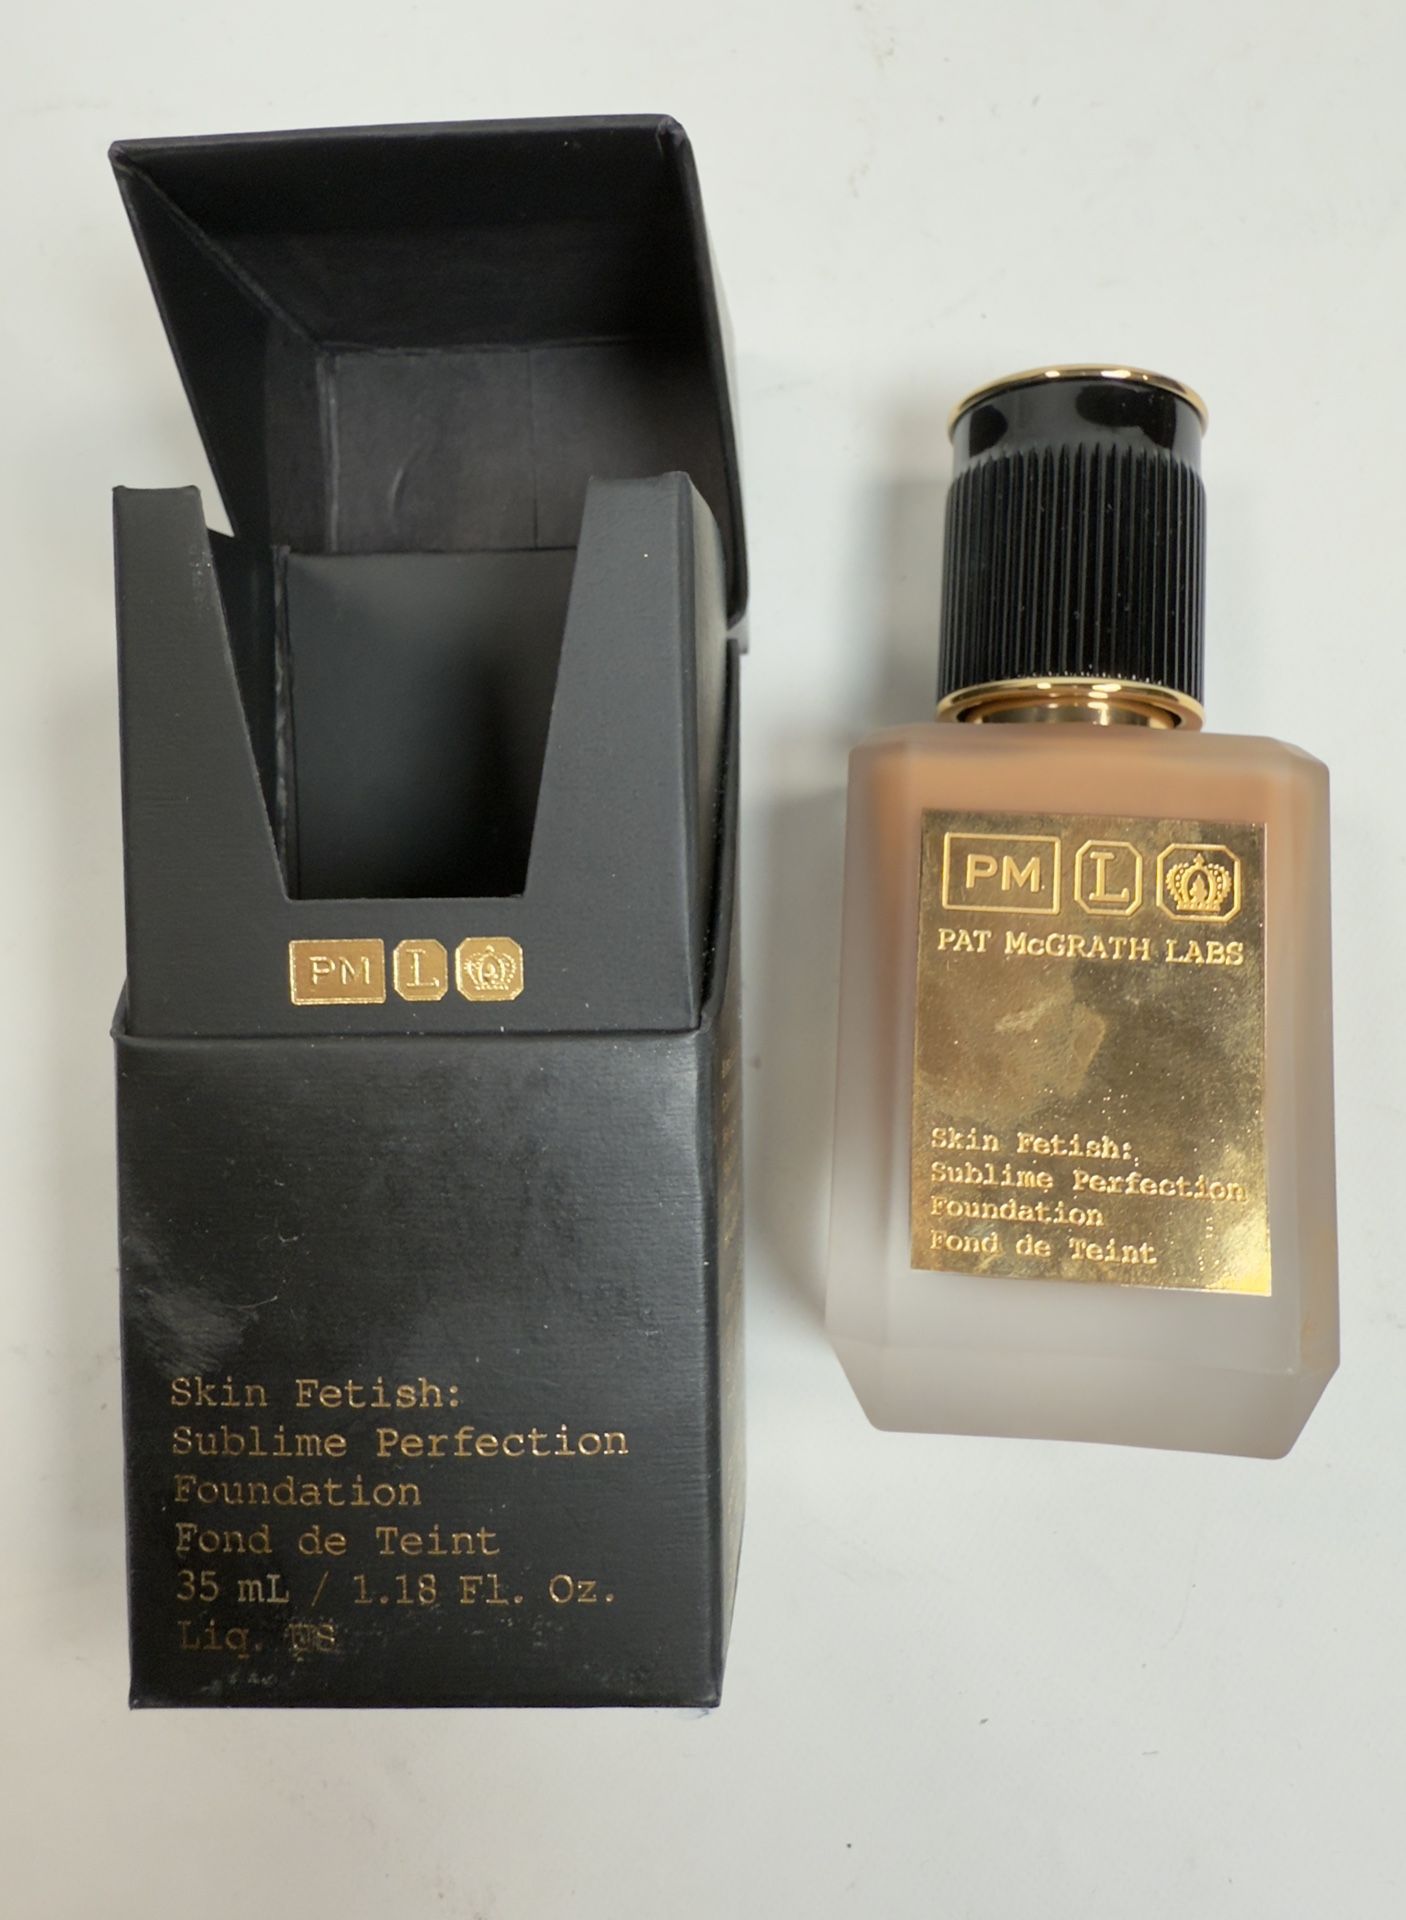 PM L
Skin Fetish:
Sublime Perfection
Foundation
Fond de Teint
35 mL / 1.18 Fl. Oz.
Liq. US
PM L
PAT McGRATH LABS
Skin Fetish:
Sublime Perfection
Foundation
Fond de Teint